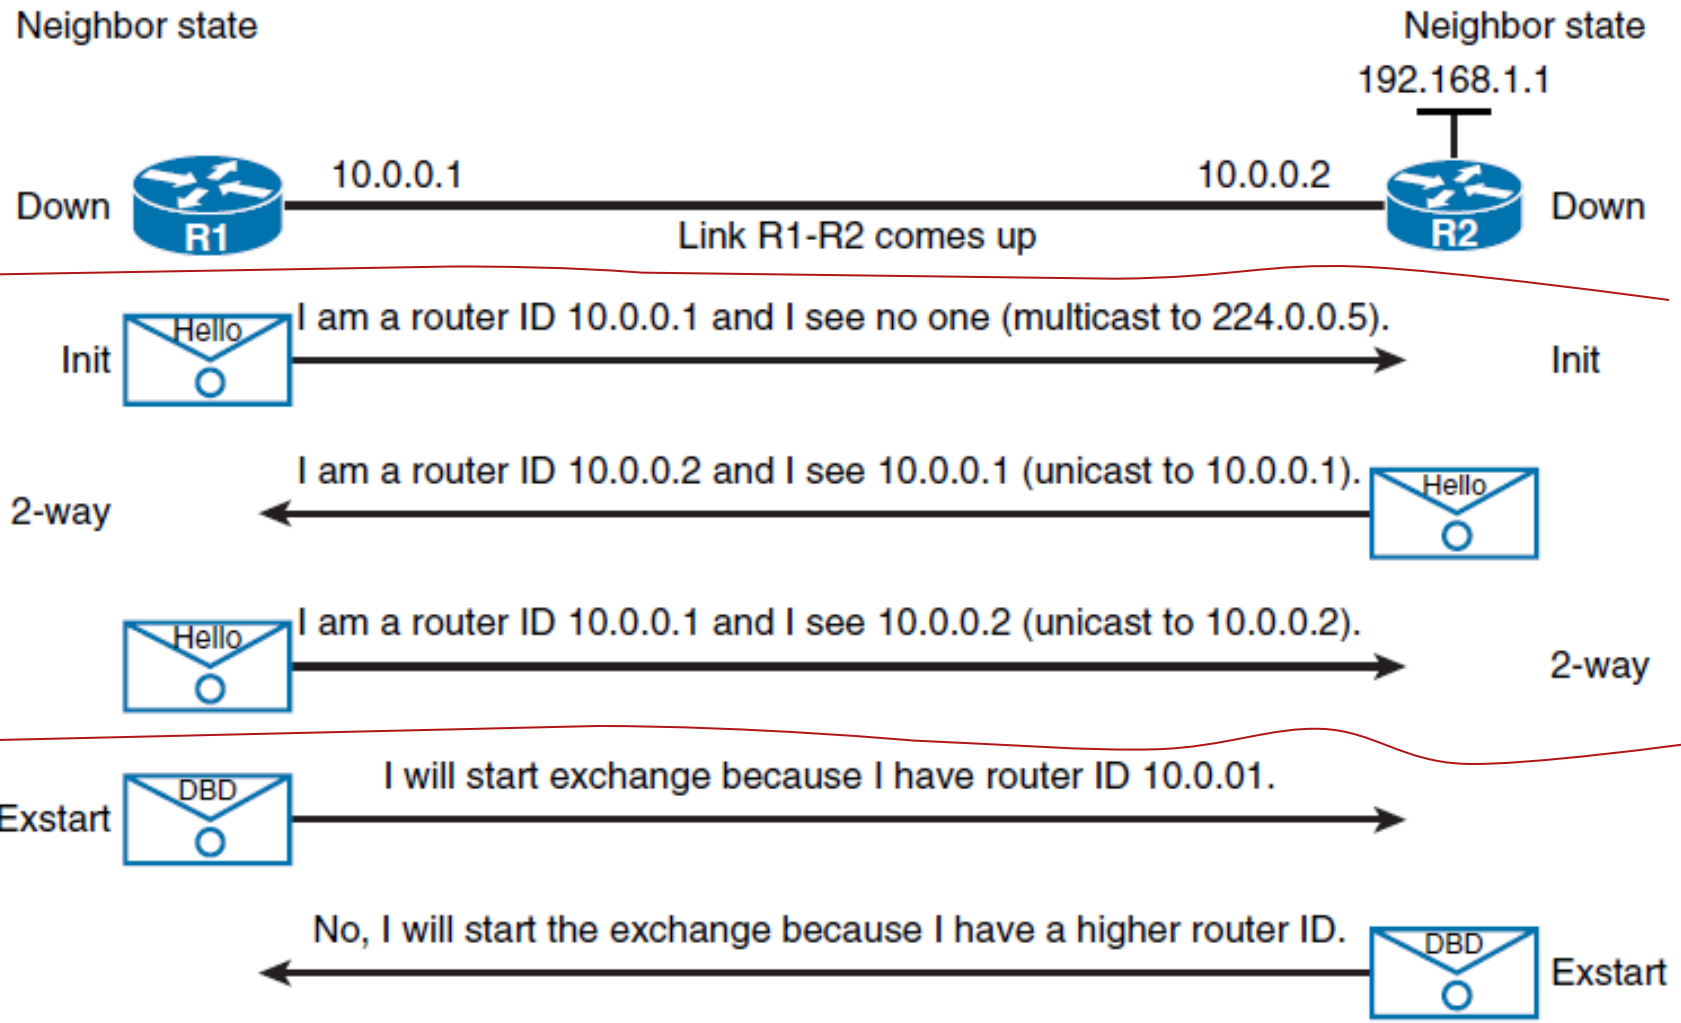 Neighbor state
Neighbor state
192.168.1.1
10.0.0.1
10.0.0.2
Down
R1
R2
Down
Link R1-R2 comes up
I am a router ID 10.0.0.1 and I see no one (multicast to 224.0.0.5).
Hello
Init
Init
I am a router ID 10.0.0.2 and I see 10.0.0.1 (unicast to 10.0.0.1).
Hello
2-way
I am a router ID 10.0.0.1 and I see 10.0.0.2 (unicast to 10.0.0.2).
Hello
2-way
I will start exchange because I have router ID 10.0.01.
DBD
Exstart
No, I will start the exchange because I have a higher router ID.
DBD
Exstart